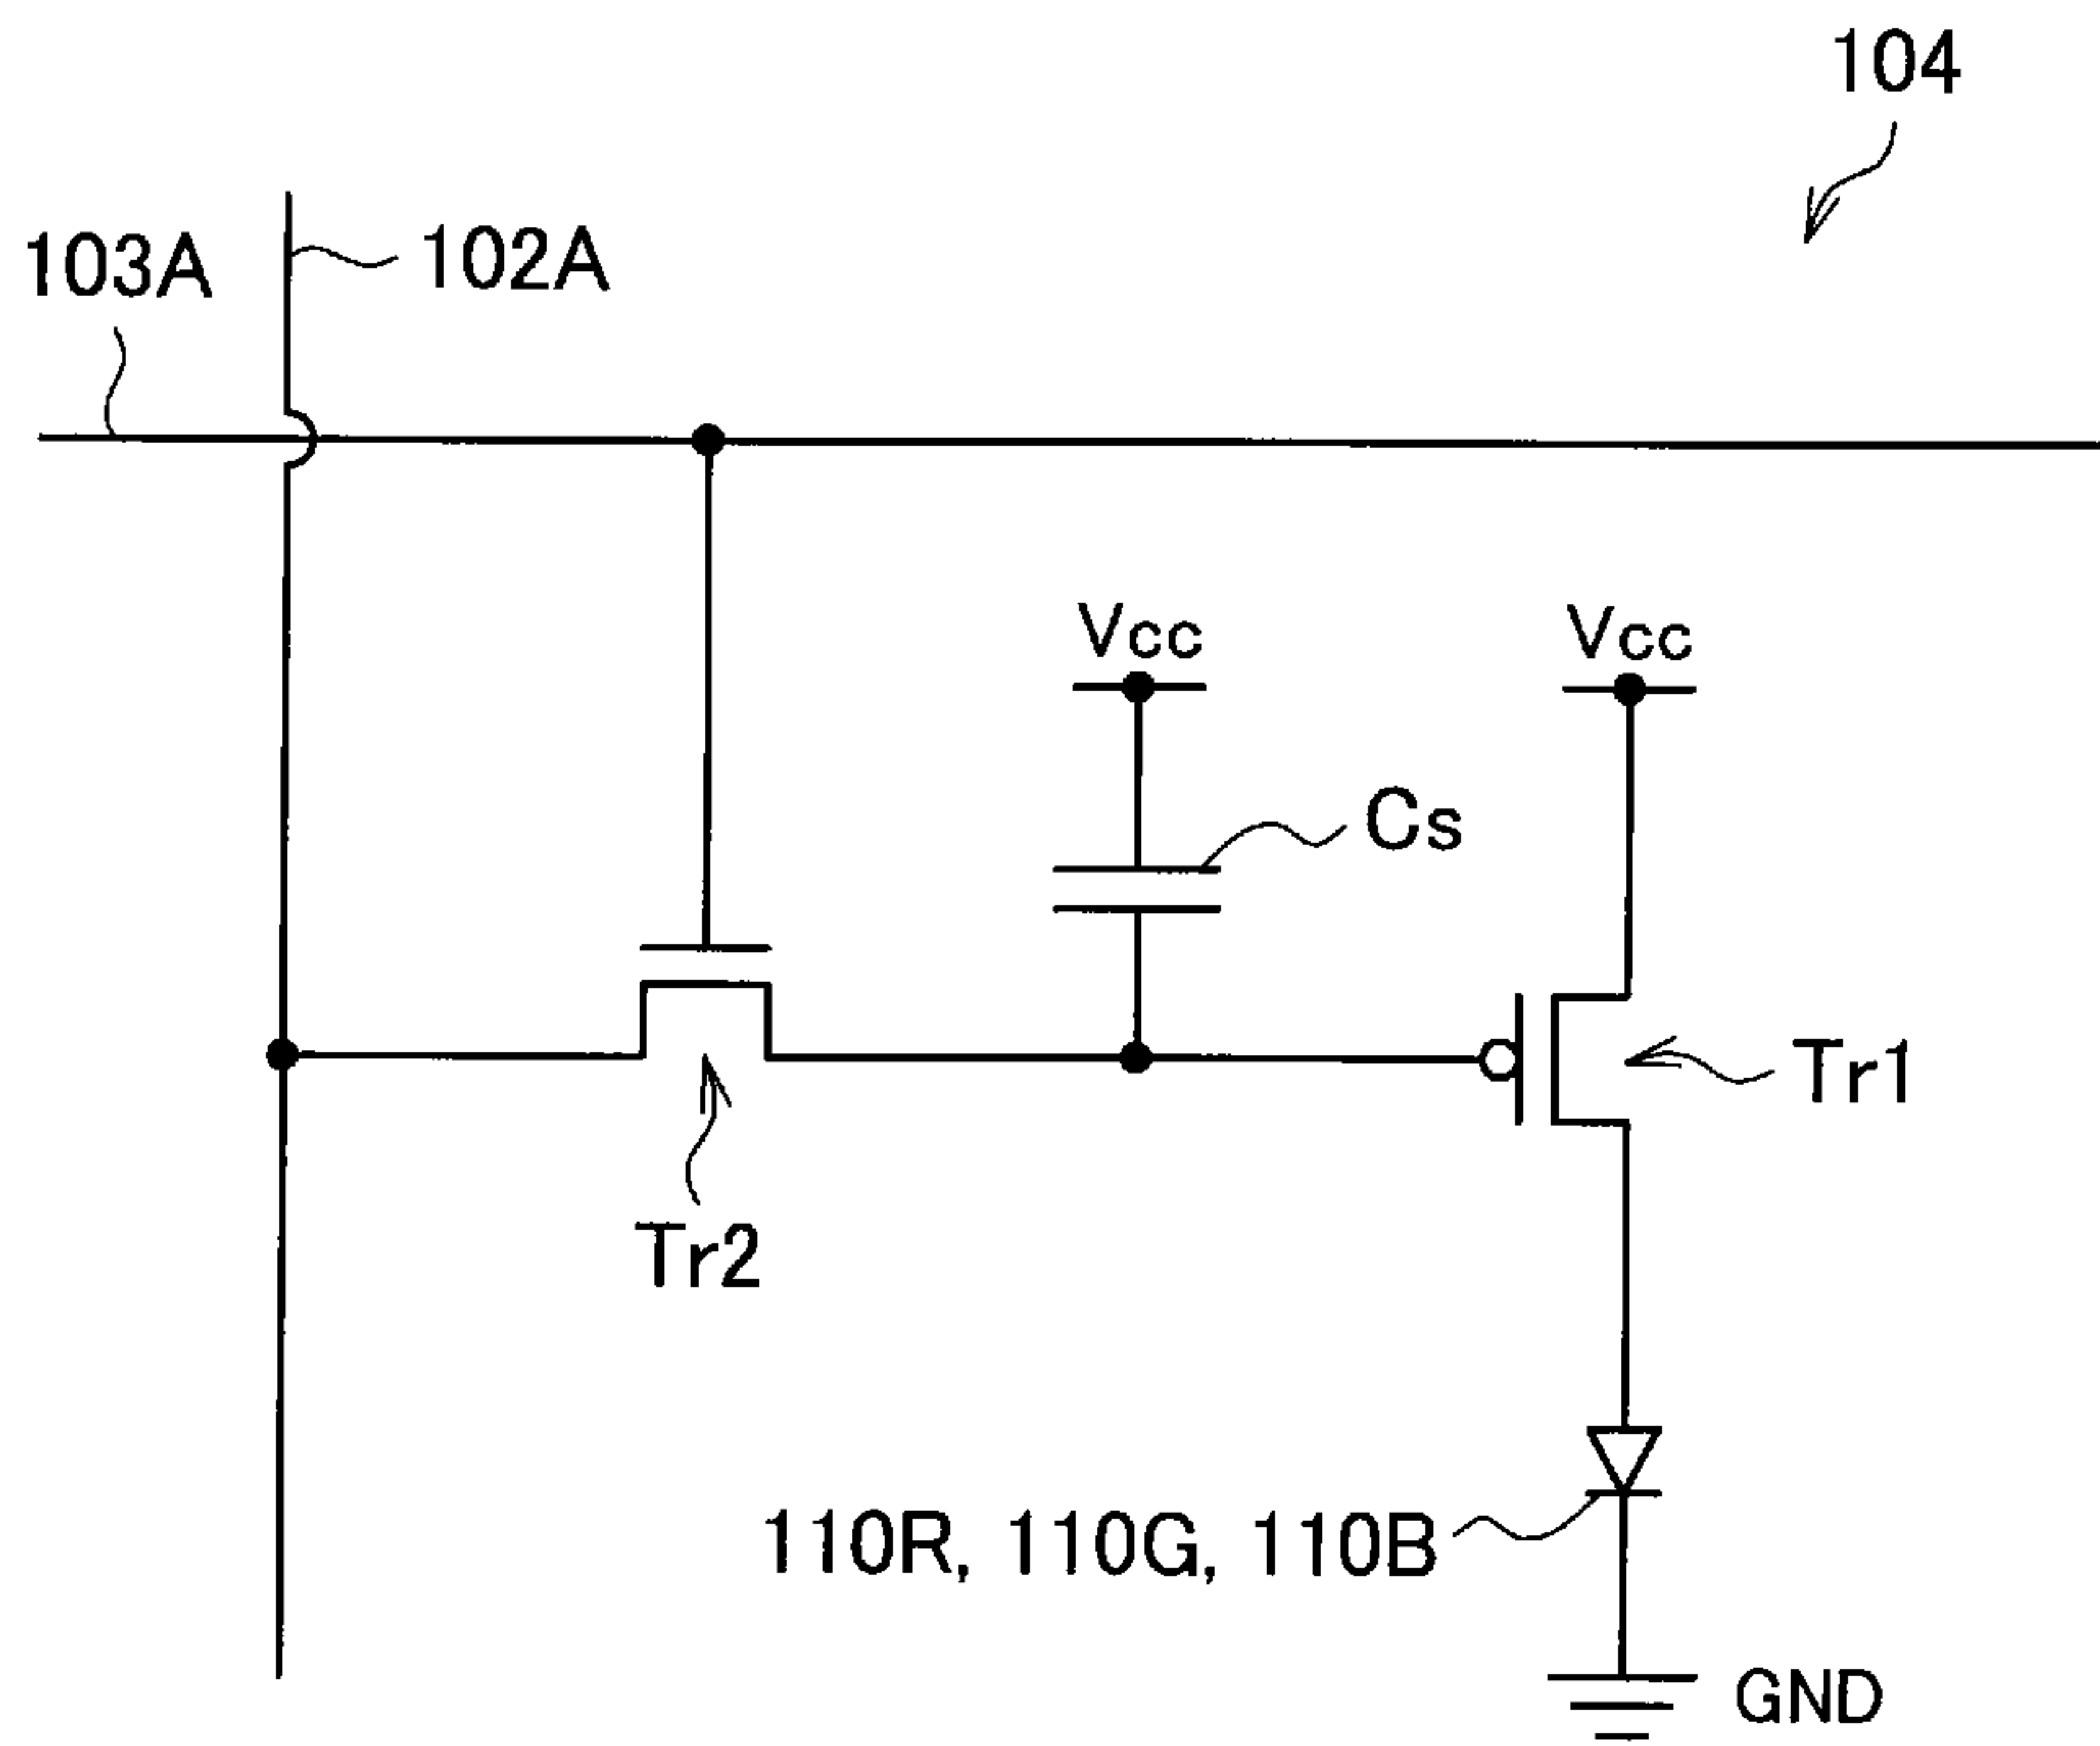 104
103A
102A
Vcc
Vcc
Cs
Tr1
Tr2
110R, 110G, 110B
GND